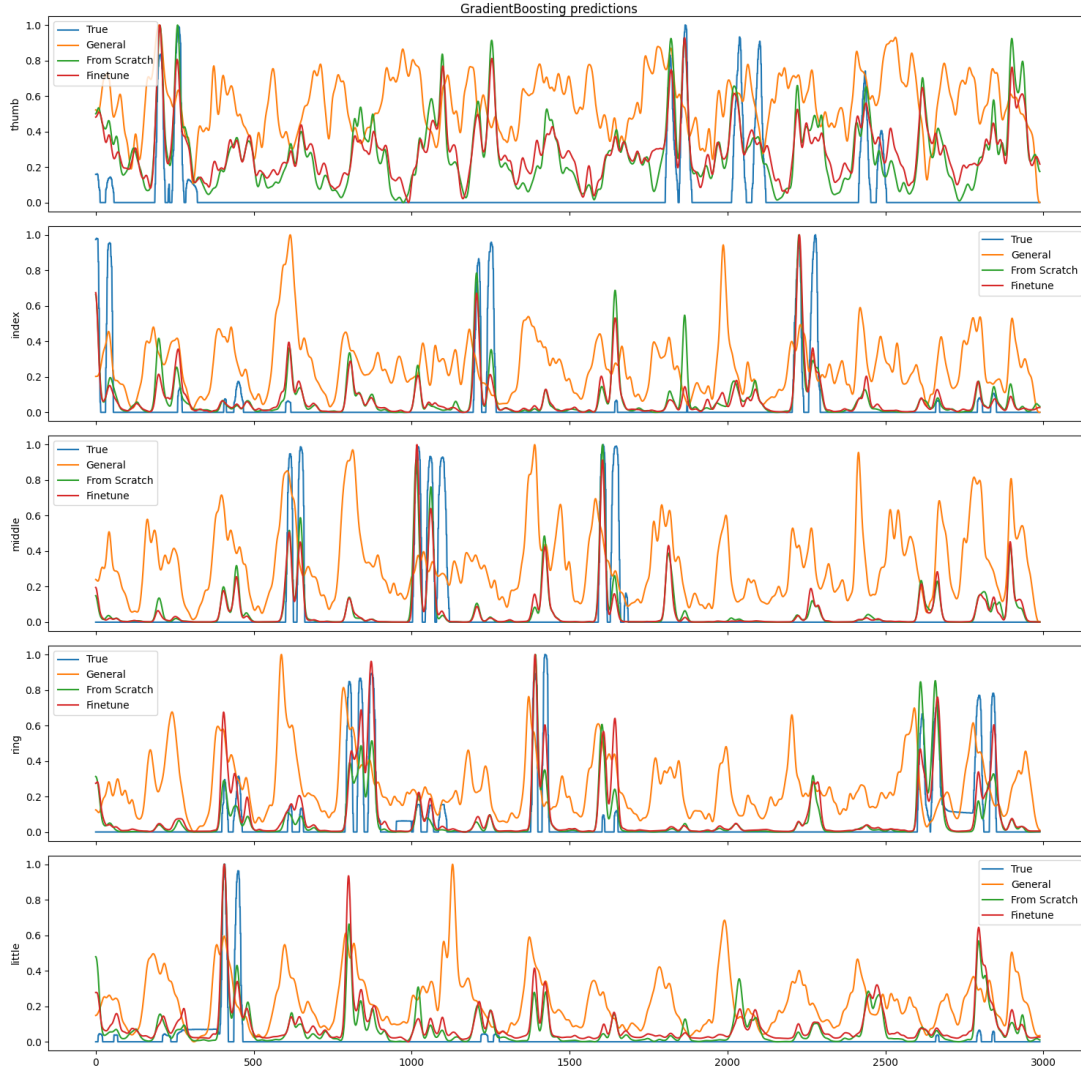 GradientBoosting predictions
1.0
0.8
0.6
0.4
0.2
0.0
thumb
True
General
From Scratch
Finetune
1.0
0.8
0.6
0.4
0.2
0.0
index
True
General
From Scratch
Finetune
1.0
0.8
0.6
0.4
0.2
0.0
middle
True
General
From Scratch
Finetune
1.0
0.8
0.6
0.4
0.2
0.0
ring
True
General
From Scratch
Finetune
1.0
0.8
0.6
0.4
0.2
0.0
little
True
General
From Scratch
Finetune
0 500 1000 1500 2000 2500 3000